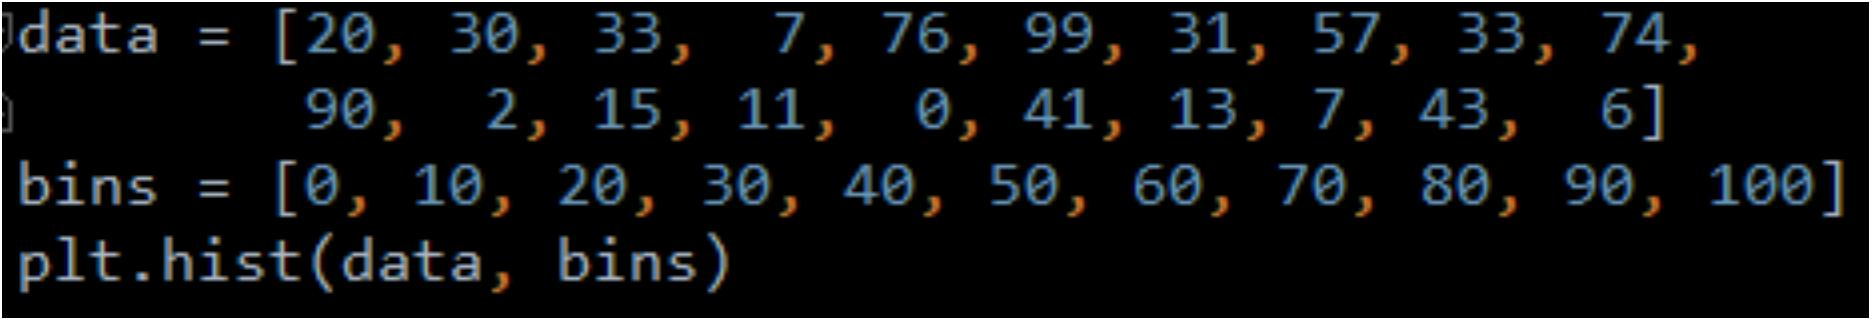 data = [20, 30, 33,  7, 76, 99, 31, 57, 33, 74,
        90,  2, 15, 11,  0, 41, 13, 7, 43,  6]
bins = [0, 10, 20, 30, 40, 50, 60, 70, 80, 90, 100]
plt.hist(data, bins)